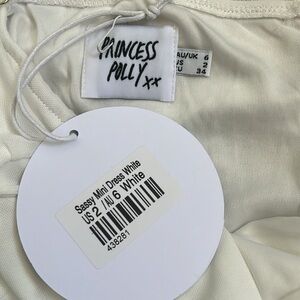 PRINCESS
POLLY xx
AU/UK 6
US 2
EU 34
Sassy Mini Dress White
US 2 / AU 6 White
438281